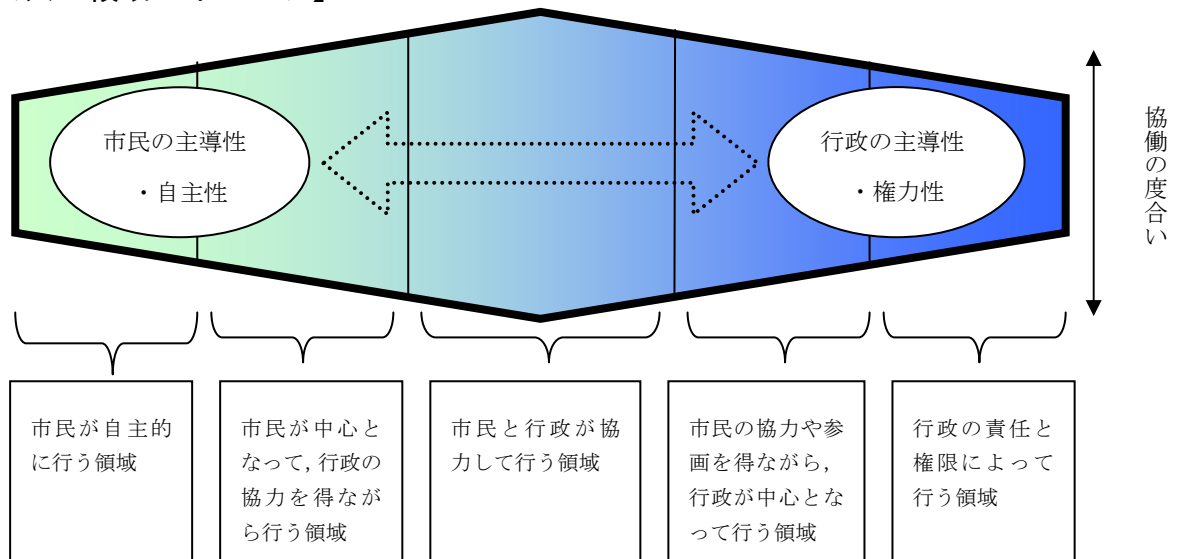 市民の主導性
・自主性
行政の主導性
・権力性
協働の度合い
市民が自主的
に行う領域
市民が中心と
なって，行政の
協力を得なが
ら行う領域
市民と行政が協
力して行う領域
市民の協力や参
画を得ながら，
行政が中心とな
って行う領域
行政の責任と
権限によって
行う領域